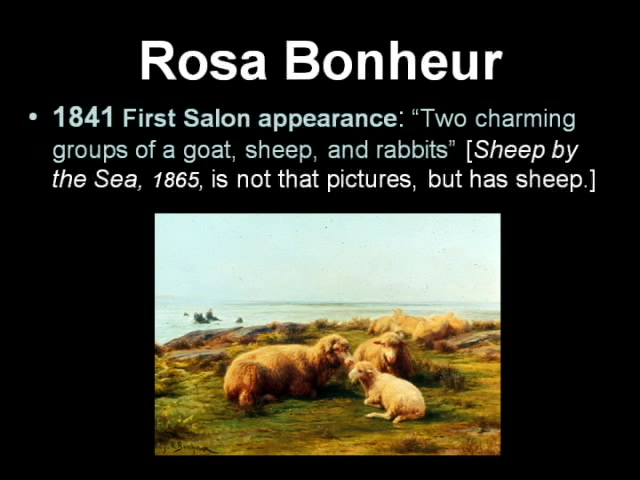 Rosa Bonheur
• 1841 First Salon appearance: “Two charming
groups of a goat, sheep, and rabbits” [Sheep by
the Sea, 1865, is not that pictures, but has sheep.]